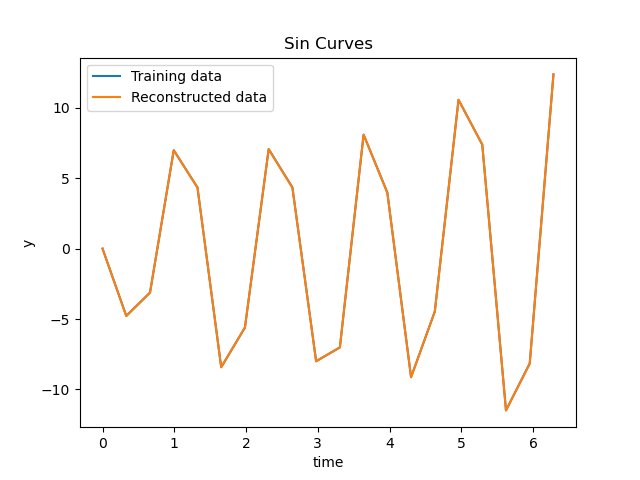 Sin Curves
Training data
Reconstructed data
10
5
0
−5
−10
y
0 1 2 3 4 5 6
time